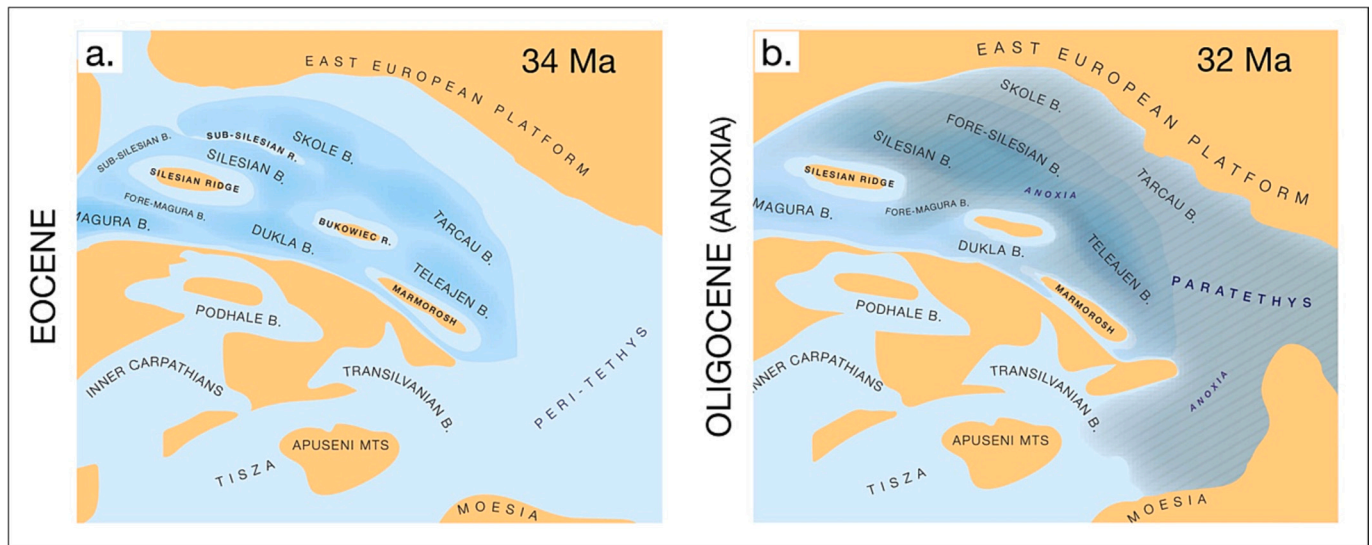 EOCENE
a.
34 Ma
EAST EUROPEAN PLATFORM
SUB-SILESIAN B.
SUB-SILESIAN R.
SKOLE B.
SILESIAN B.
SILESIAN RIDGE
FORE-MAGURA B.
MAGURA B.
DUKLA B.
BUKOWIEC R.
TARCAU B.
TELEAJEN B.
MARMOROSH
PODHALE B.
INNER CARPATHIANS
TRANSILVANIAN B.
PERI-TETHYS
APUSENI MTS
TISZA
MOESIA
OLIGOCENE (ANOXIA)
b.
32 Ma
EAST EUROPEAN PLATFORM
SKOLE B.
FORE-SILESIAN B.
SILESIAN B.
SILESIAN RIDGE
ANOXIA
TARCAU B.
MAGURA B.
FORE-MAGURA B.
DUKLA B.
TELEAJEN B.
PARATETHYS
MARMOROSH
PODHALE B.
INNER CARPATHIANS
TRANSILVANIAN B.
ANOXIA
APUSENI MTS
TISZA
MOESIA